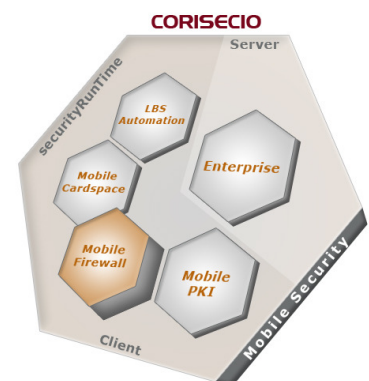 CORISECIO
Server
securityRunTime
LBS
Automation
Enterprise
Mobile
Cardspace
Mobile
Firewall
Mobile
PKI
Mobile Security
Client